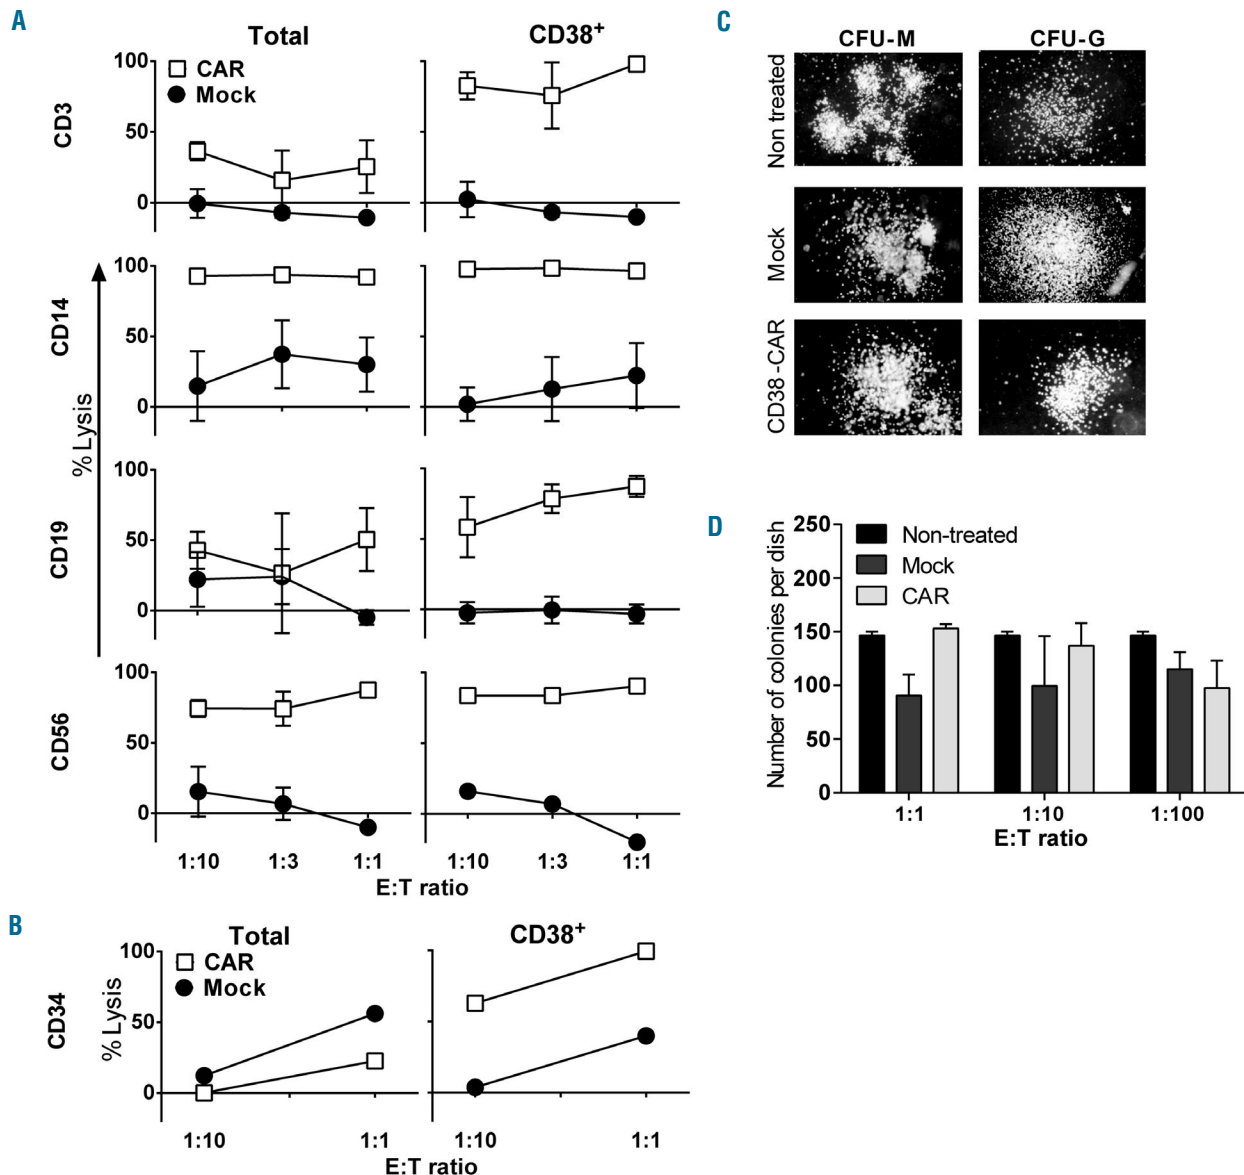 A
Total
CD38+
CAR
Mock
CD3
100
50
0
CD14
100
50
0
% Lysis
CD19
100
50
0
CD56
100
50
0
1:10 1:3 1:1 1:10 1:3 1:1
E:T ratio
B
Total
CD38+
CAR
Mock
CD34
% Lysis
100
50
0
1:10 1:1 1:10 1:1
E:T ratio
C
CFU-M CFU-G
Non treated
Mock
CD38-CAR
D
Number of colonies per dish
250
200
150
100
50
0
Non-treated
Mock
CAR
1:1 1:10 1:100
E:T ratio